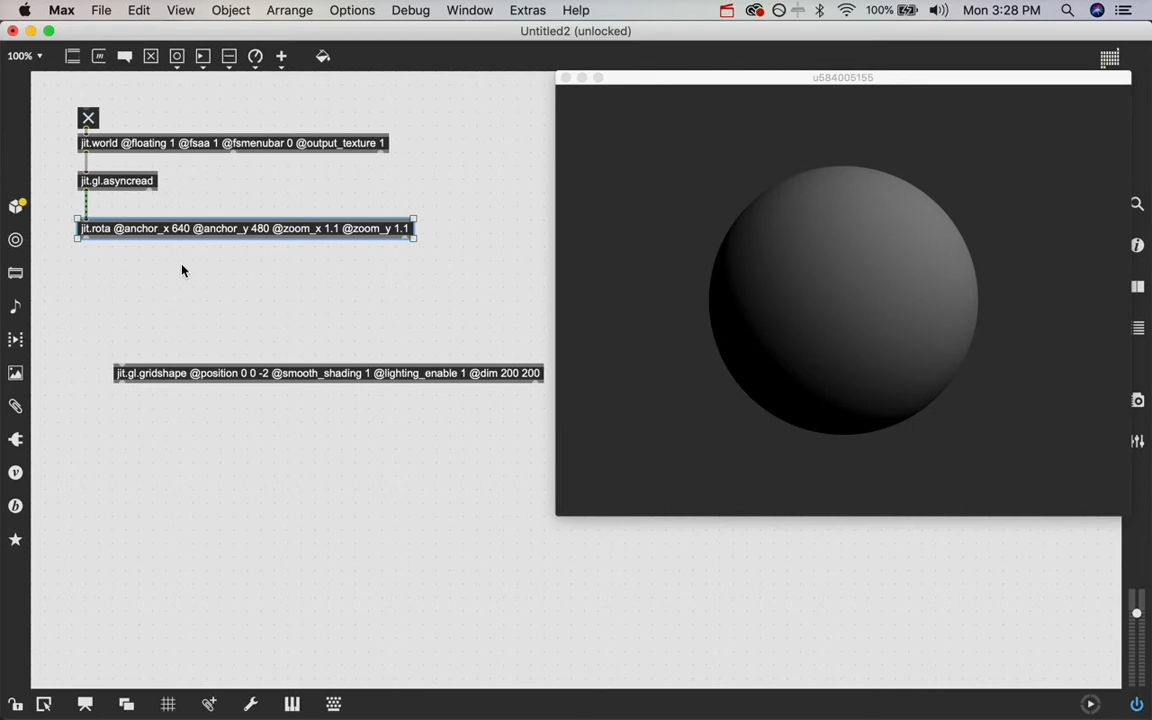 Max File Edit View Object Arrange Options Debug Window Extras Help 100% Mon 3:28 PM
Untitled2 (unlocked)
100%
u584005155
jit.world @floating 1 @fsaa 1 @fsmenubar 0 @output_texture 1
jit.gl.asyncread
jit.rota @anchor_x 640 @anchor_y 480 @zoom_x 1.1 @zoom_y 1.1
jit.gl.gridshape @position 0 0 -2 @smooth_shading 1 @lighting_enable 1 @dim 200 200